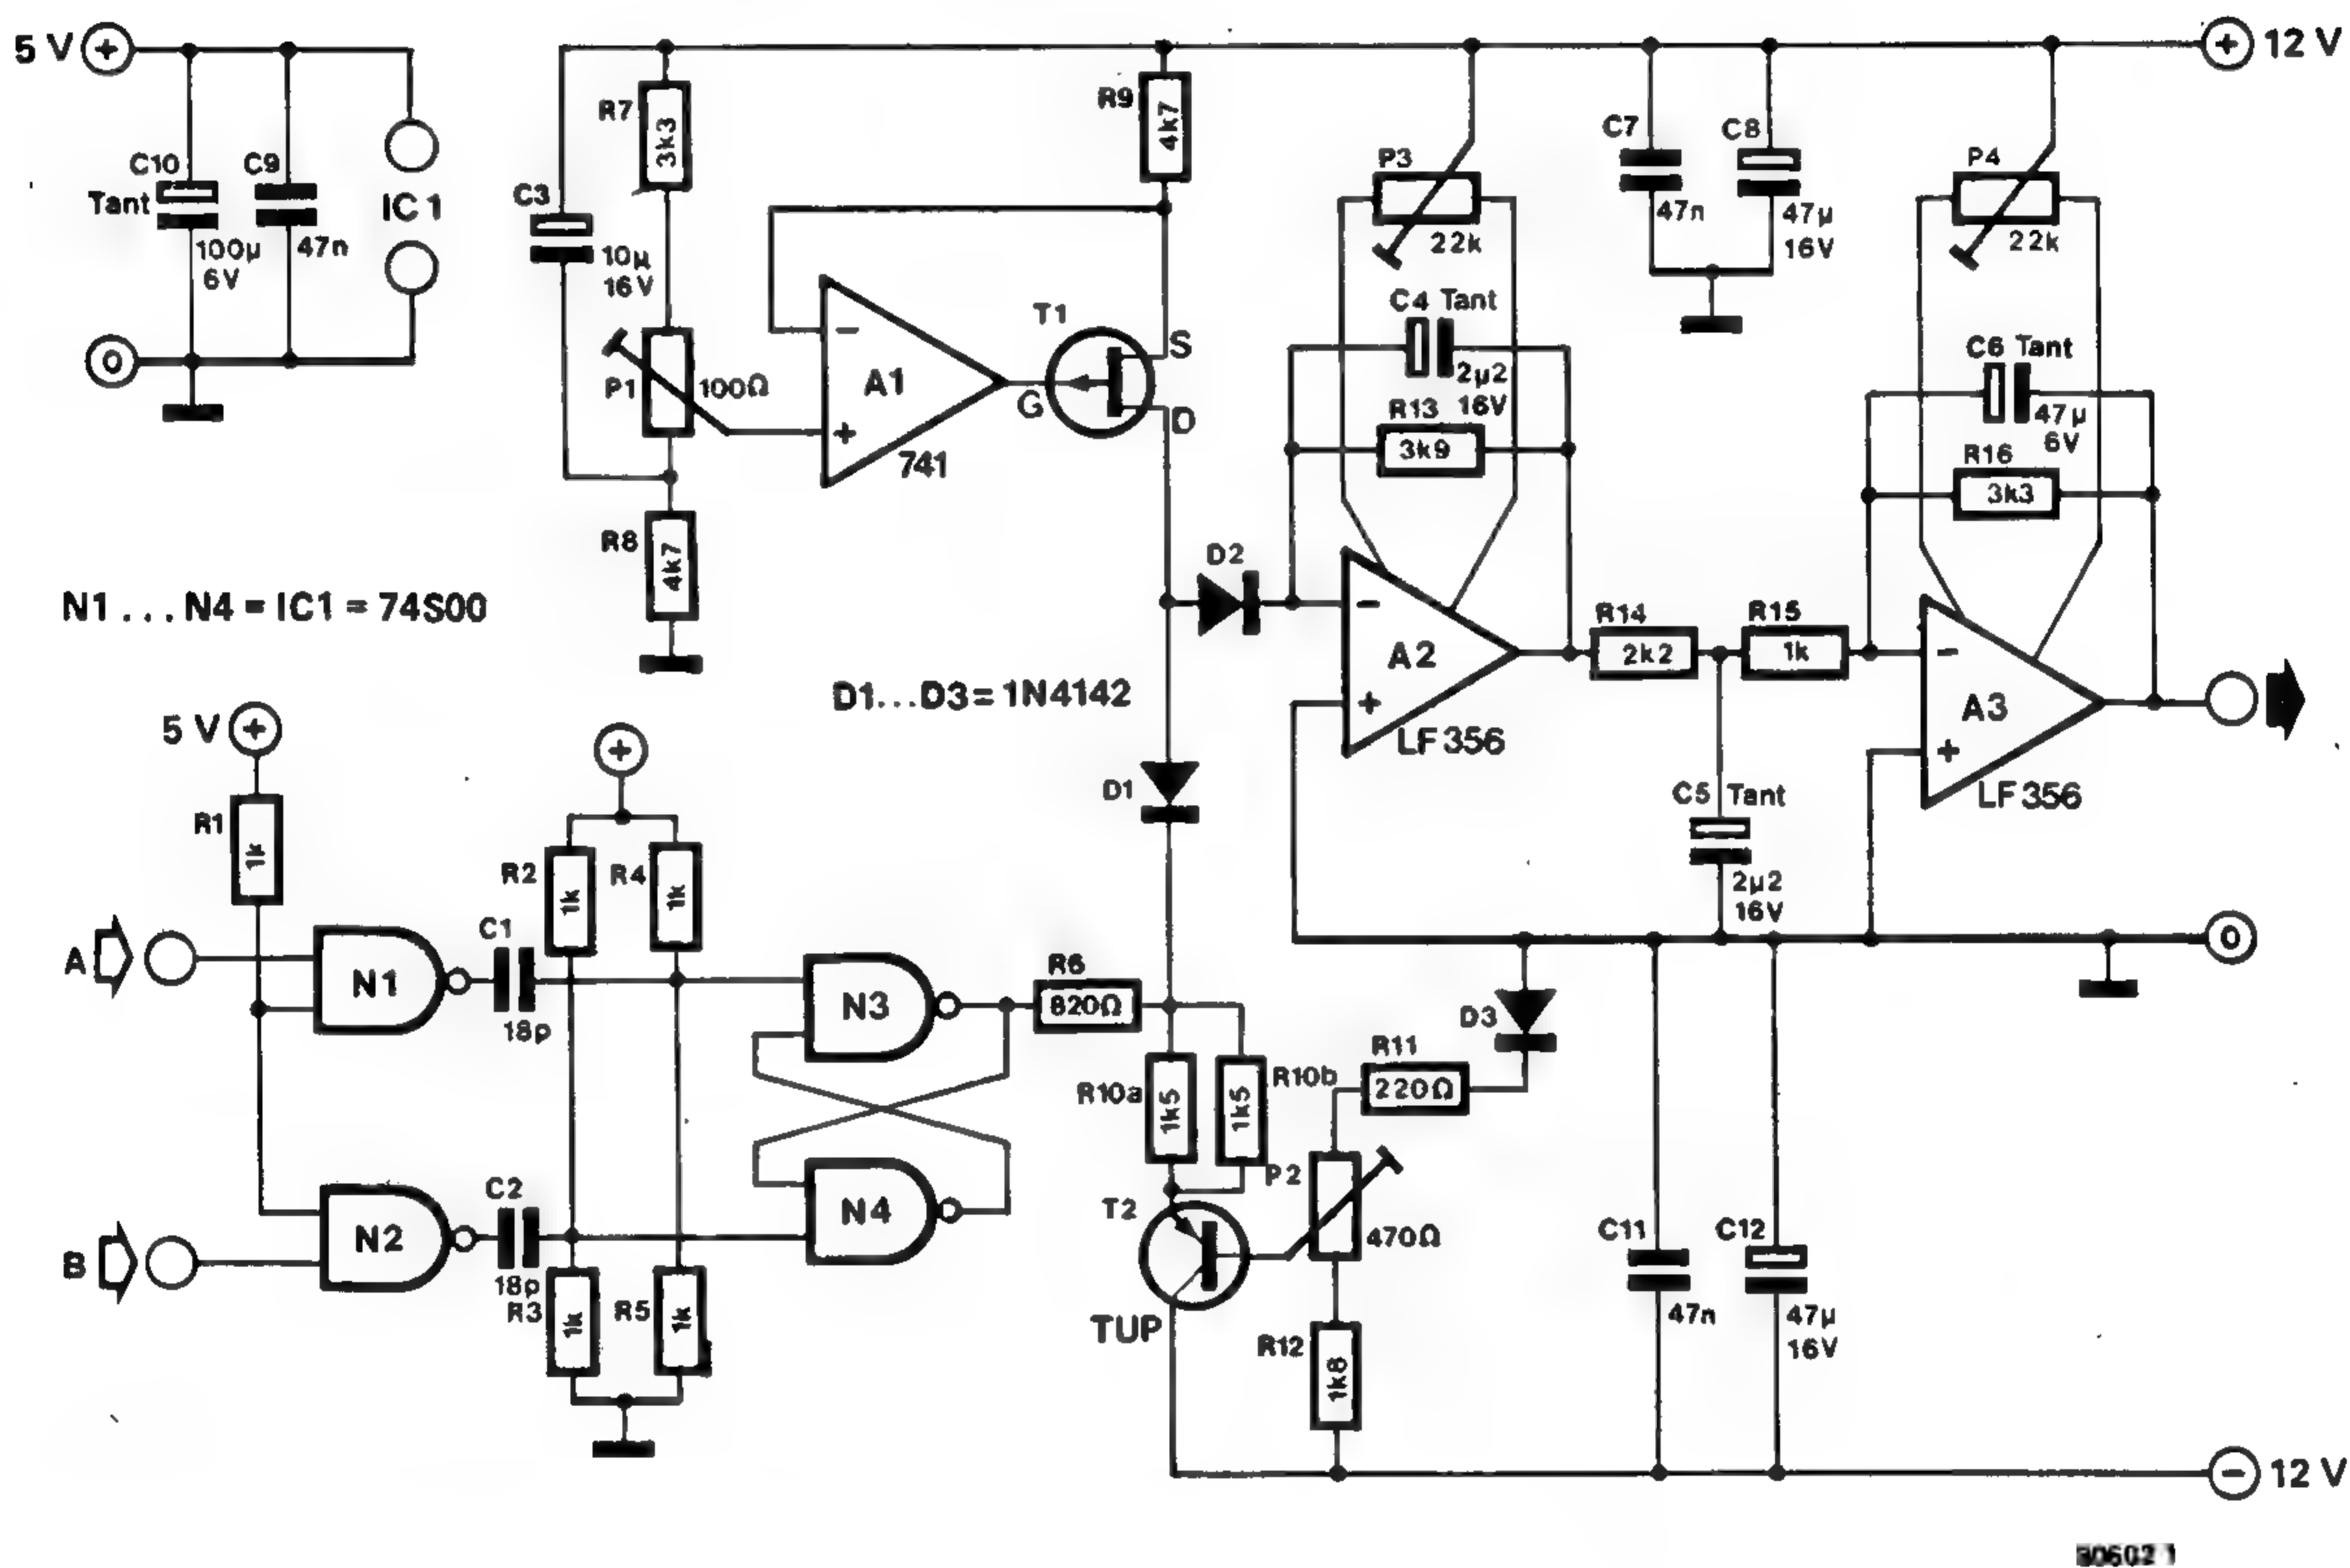 5 V +
C10
Tant
100µ
6V
C9
47n
IC 1
0
C3
10µ
16V
R7
3k3
P1
100Ω
R8
4k7
A1
-
+
741
T1
G
S
D
R9
4k7
P3
22k
C4 Tant
2µ2
16V
R13
3k9
C7
47n
C8
47µ
16V
P4
22k
C6 Tant
47µ
6V
R16
3k3
+ 12 V
N1 ... N4 = IC1 = 74S00
D1...D3 = 1N4142
D2
-
A2
+
LF 356
R14
2k2
R15
1k
-
A3
+
LF 356
D1
C5 Tant
2µ2
16V
0
5 V +
R1
1k
+
R2
1k
R4
1k
A
N1
C1
18p
N3
R6
820Ω
B
N2
C2
18p
R3
1k
R5
1k
N4
R10a
1k5
R10b
1k5
D3
R11
220Ω
P2
470Ω
T2
TUP
R12
1k8
C11
47n
C12
47µ
16V
- 12 V